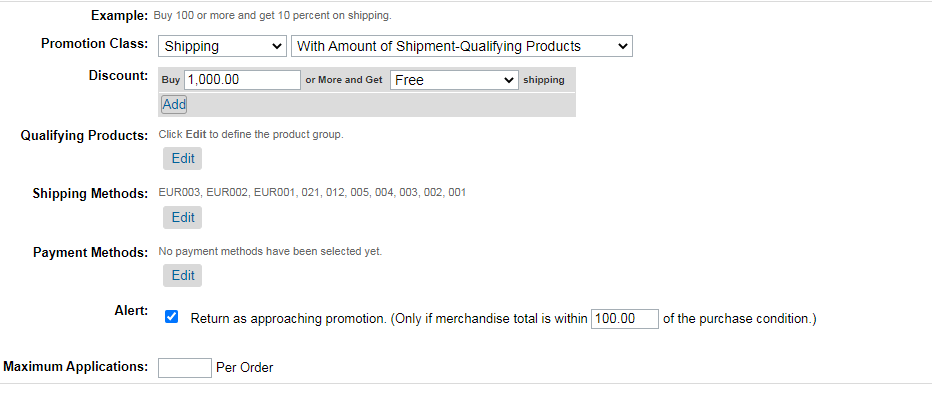 Example: Buy 100 or more and get 10 percent on shipping.
Promotion Class: Shipping With Amount of Shipment-Qualifying Products
Discount: Buy 1,000.00 or More and Get Free shipping
Add
Qualifying Products: Click Edit to define the product group.
Edit
Shipping Methods: EUR003, EUR002, EUR001, 021, 012, 005, 004, 003, 002, 001
Edit
Payment Methods: No payment methods have been selected yet.
Edit
Alert: Return as approaching promotion. (Only if merchandise total is within 100.00 of the purchase condition.)
Maximum Applications: Per Order